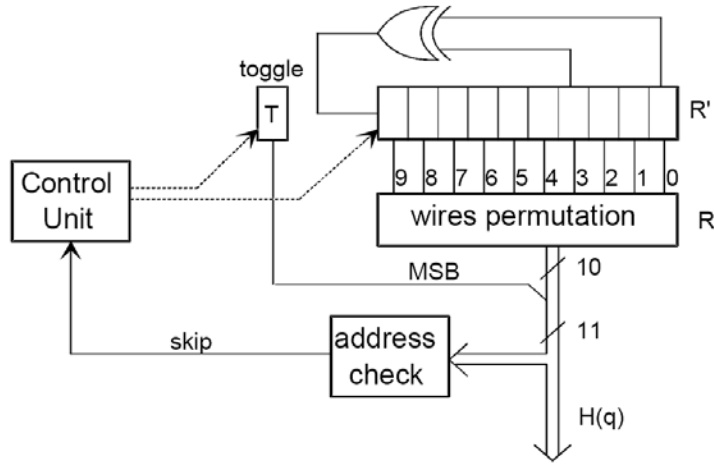 toggle
T
R'
Control
Unit
9 8 7 6 5 4 3 2 1 0
wires permutation
R
MSB
10
11
skip
address
check
H(q)